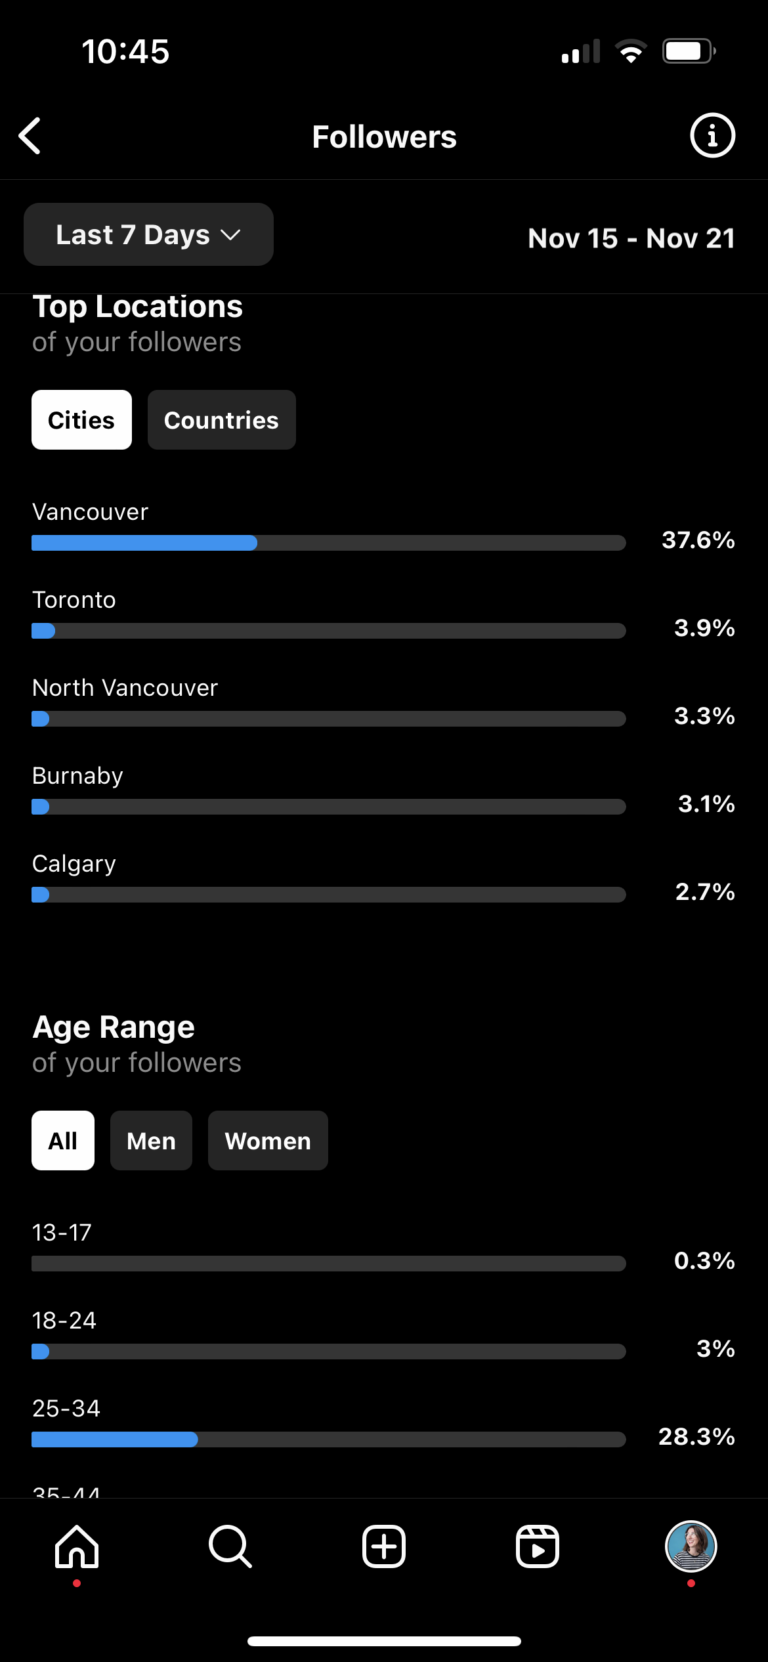 10:45
Followers
Last 7 Days
Nov 15 - Nov 21
Top Locations
of your followers
Cities
Countries
Vancouver
37.6%
Toronto
3.9%
North Vancouver
3.3%
Burnaby
3.1%
Calgary
2.7%
Age Range
of your followers
All
Men
Women
13-17
0.3%
18-24
3%
25-34
28.3%
35-44